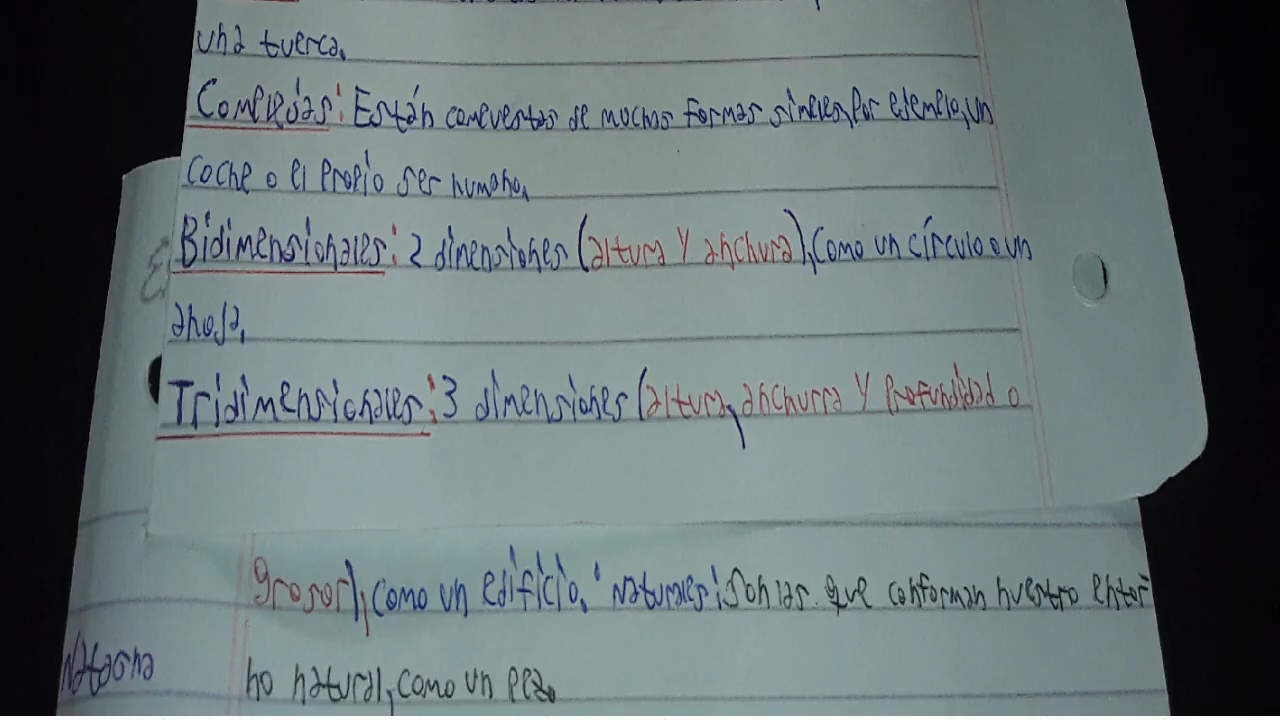 una tuerca.
Complejas: Están compuestas de muchas formas simples, por ejemplo, un
coche o el propio ser humano.
Bidimensionales: 2 dimensiones (altura y anchura), como un círculo o un
a hoja.
Tridimensionales: 3 dimensiones (altura, anchurra y profundidad o
grosor), como un edificio. Naturales: Son las que conforman nuestro entor
no natural, como un pez.